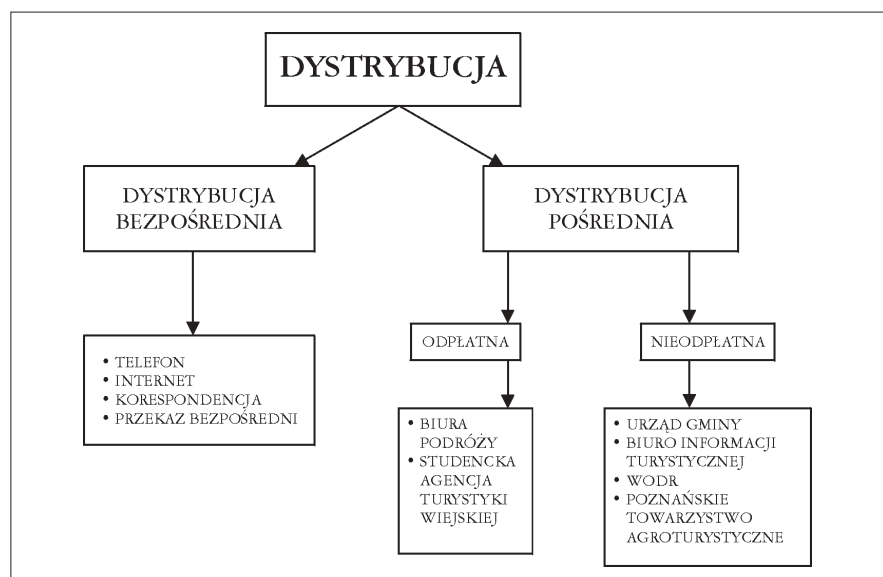 DYSTRYBUCJA
DYSTRYBUCJA
BEZPOŚREDNIA
DYSTRYBUCJA
POŚREDNIA
• TELEFON
• INTERNET
• KORESPONDENCJA
• PRZEKAZ BEZPOŚREDNI
ODPŁATNA
NIEODPŁATNA
• BIURA
PODRÓŻY
• STUDENCKA
AGENCJA
TURYSTYKI
WIEJSKIEJ
• URZĄD GMINY
• BIURO INFORMACJI
TURYSTYCZNEJ
• WODR
• POZNAŃSKIE
TOWARZYSTWO
AGROTURYSTYCZNE